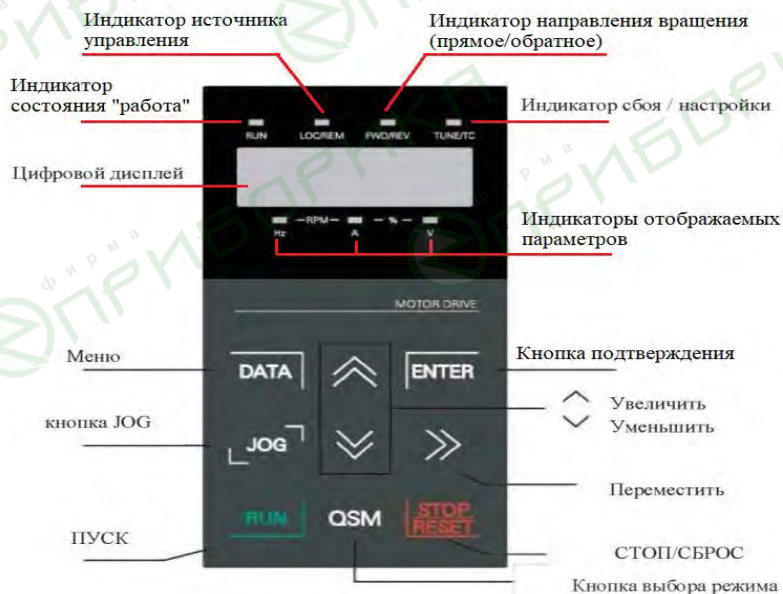 Индикатор источника
управления
Индикатор направления вращения
(прямое/обратное)
Индикатор
состояния "работа"
Индикатор сбоя / настройки
RUN LOC/REM FWD/REV TUNE/TC
Цифровой дисплей
RPM %
Hz A V
Индикаторы отображаемых
параметров
MOTOR DRIVE
Меню
DATA
ENTER
Кнопка подтверждения
Увеличить
Уменьшить
кнопка JOG
JOG
Переместить
RUN
QSM
STOP
RESET
ПУСК
СТОП/СБРОС
Кнопка выбора режима
фирма
ПРИБОРИКА